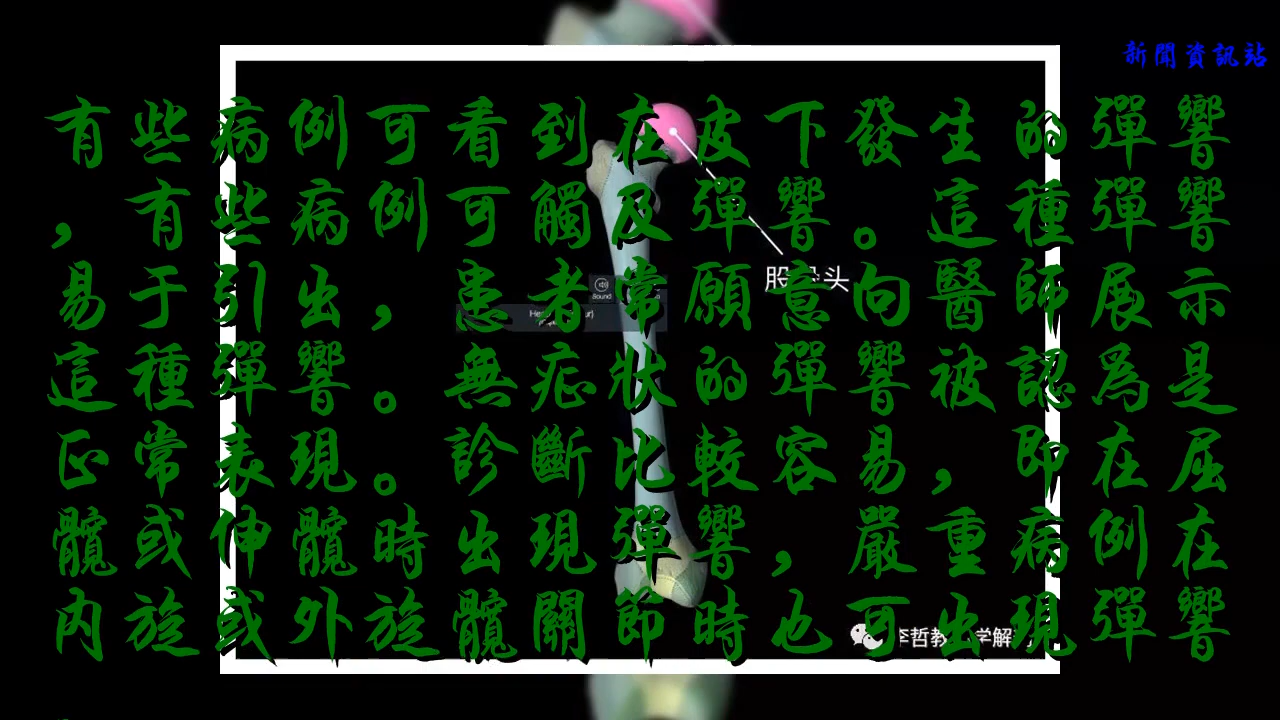 新聞資訊站
有些病例可看到在皮下發生的彈響
，有些病例可觸及彈響。這種彈響
易于引出，患者常願意向醫師展示
這種彈響。無症狀的彈響被認為是
正常表現。診斷比較容易，即在屈
髖或伸髖時出現彈響，嚴重病例在
內旋或外旋髖關節時也可出現彈響
股骨头
Sound